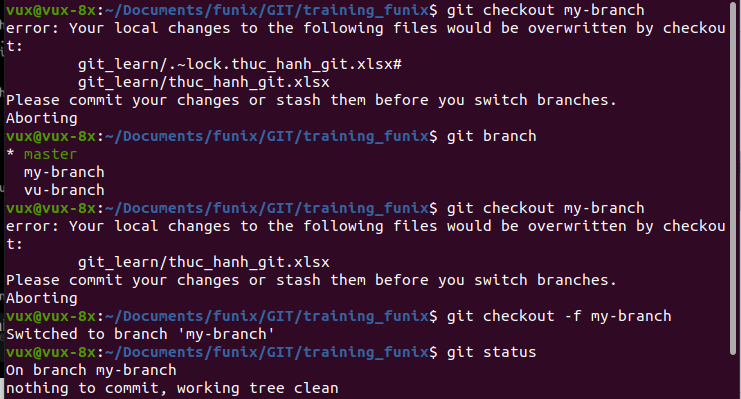 vux@vux-8x:~/Documents/funix/GIT/training_funix$ git checkout my-branch
error: Your local changes to the following files would be overwritten by checkou
t:
        git_learn/.~lock.thuc_hanh_git.xlsx#
        git_learn/thuc_hanh_git.xlsx
Please commit your changes or stash them before you switch branches.
Aborting
vux@vux-8x:~/Documents/funix/GIT/training_funix$ git branch
* master
  my-branch
  vu-branch
vux@vux-8x:~/Documents/funix/GIT/training_funix$ git checkout my-branch
error: Your local changes to the following files would be overwritten by checkou
t:
        git_learn/thuc_hanh_git.xlsx
Please commit your changes or stash them before you switch branches.
Aborting
vux@vux-8x:~/Documents/funix/GIT/training_funix$ git checkout -f my-branch
Switched to branch 'my-branch'
vux@vux-8x:~/Documents/funix/GIT/training_funix$ git status
On branch my-branch
nothing to commit, working tree clean